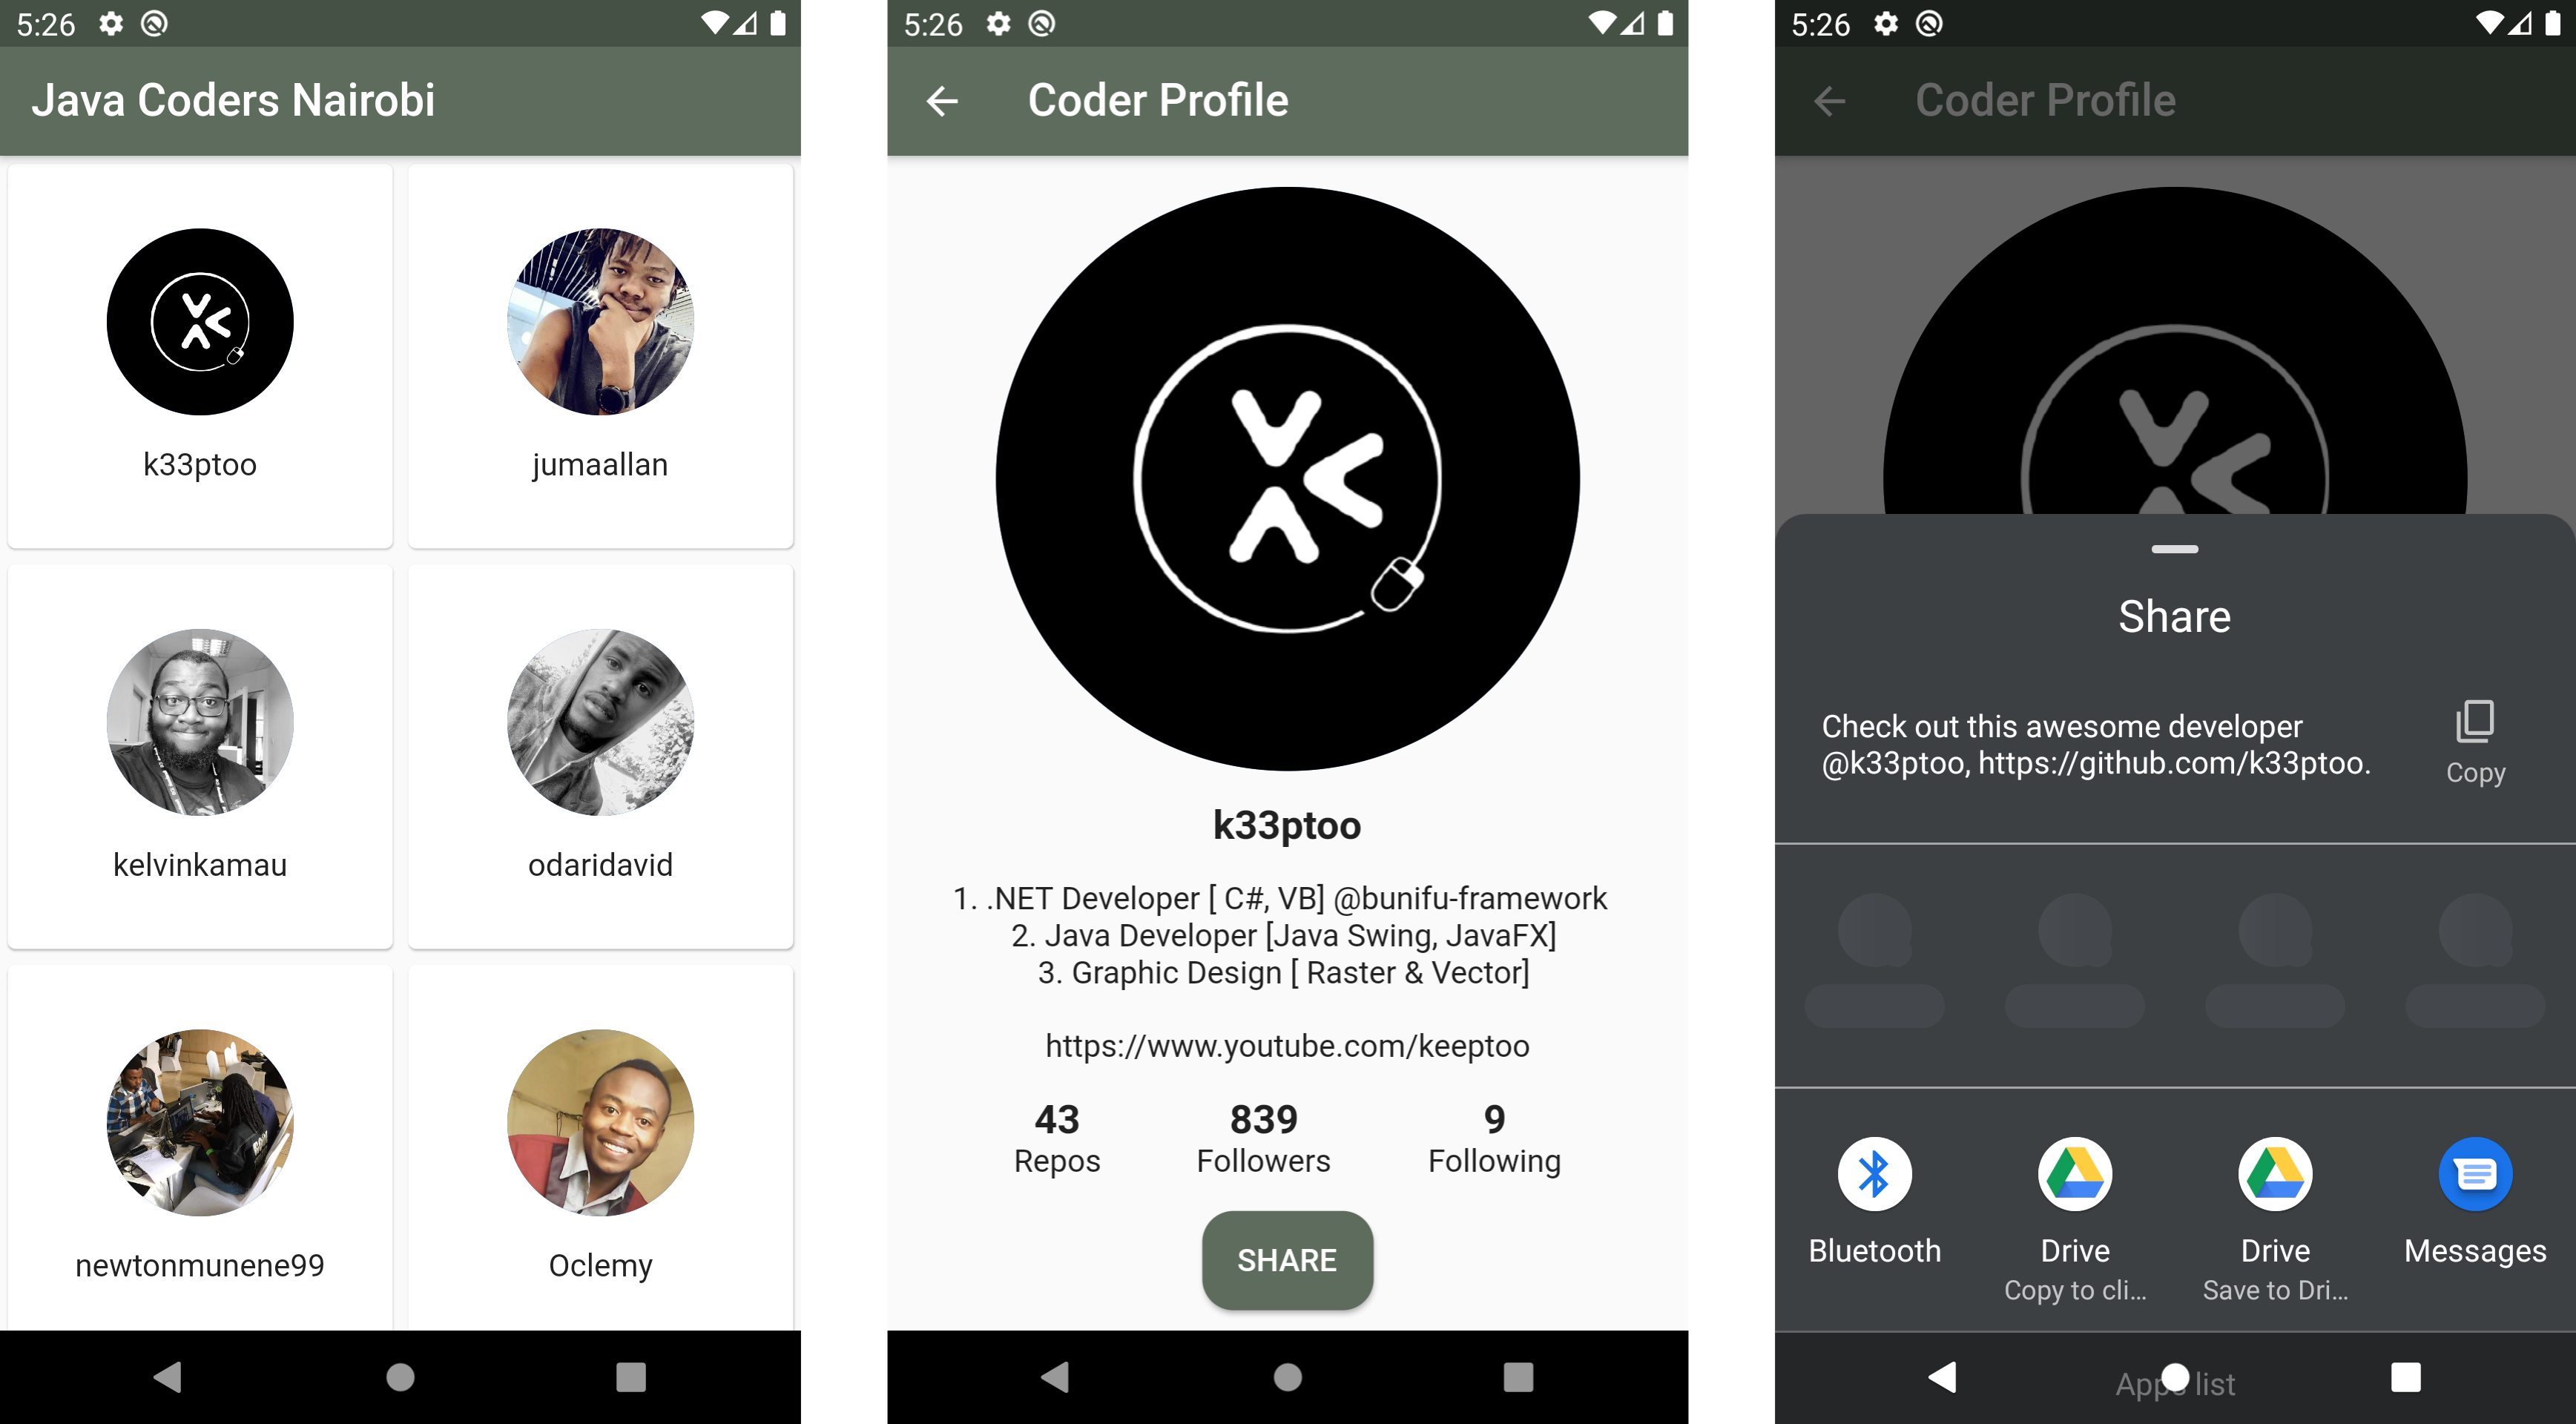 5:26
Java Coders Nairobi
k33ptoo
jumaallan
kelvinkamau
odaridavid
newtonmunene99
Oclemy
5:26
Coder Profile
k33ptoo
1. .NET Developer [ C#, VB] @bunifu-framework
2. Java Developer [Java Swing, JavaFX]
3. Graphic Design [ Raster & Vector]
https://www.youtube.com/keeptoo
43 839 9
Repos Followers Following
SHARE
5:26
Coder Profile
Share
Check out this awesome developer
@k33ptoo, https://github.com/k33ptoo.
Copy
Bluetooth Drive Drive Messages
Copy to cli... Save to Dri...
Apps list